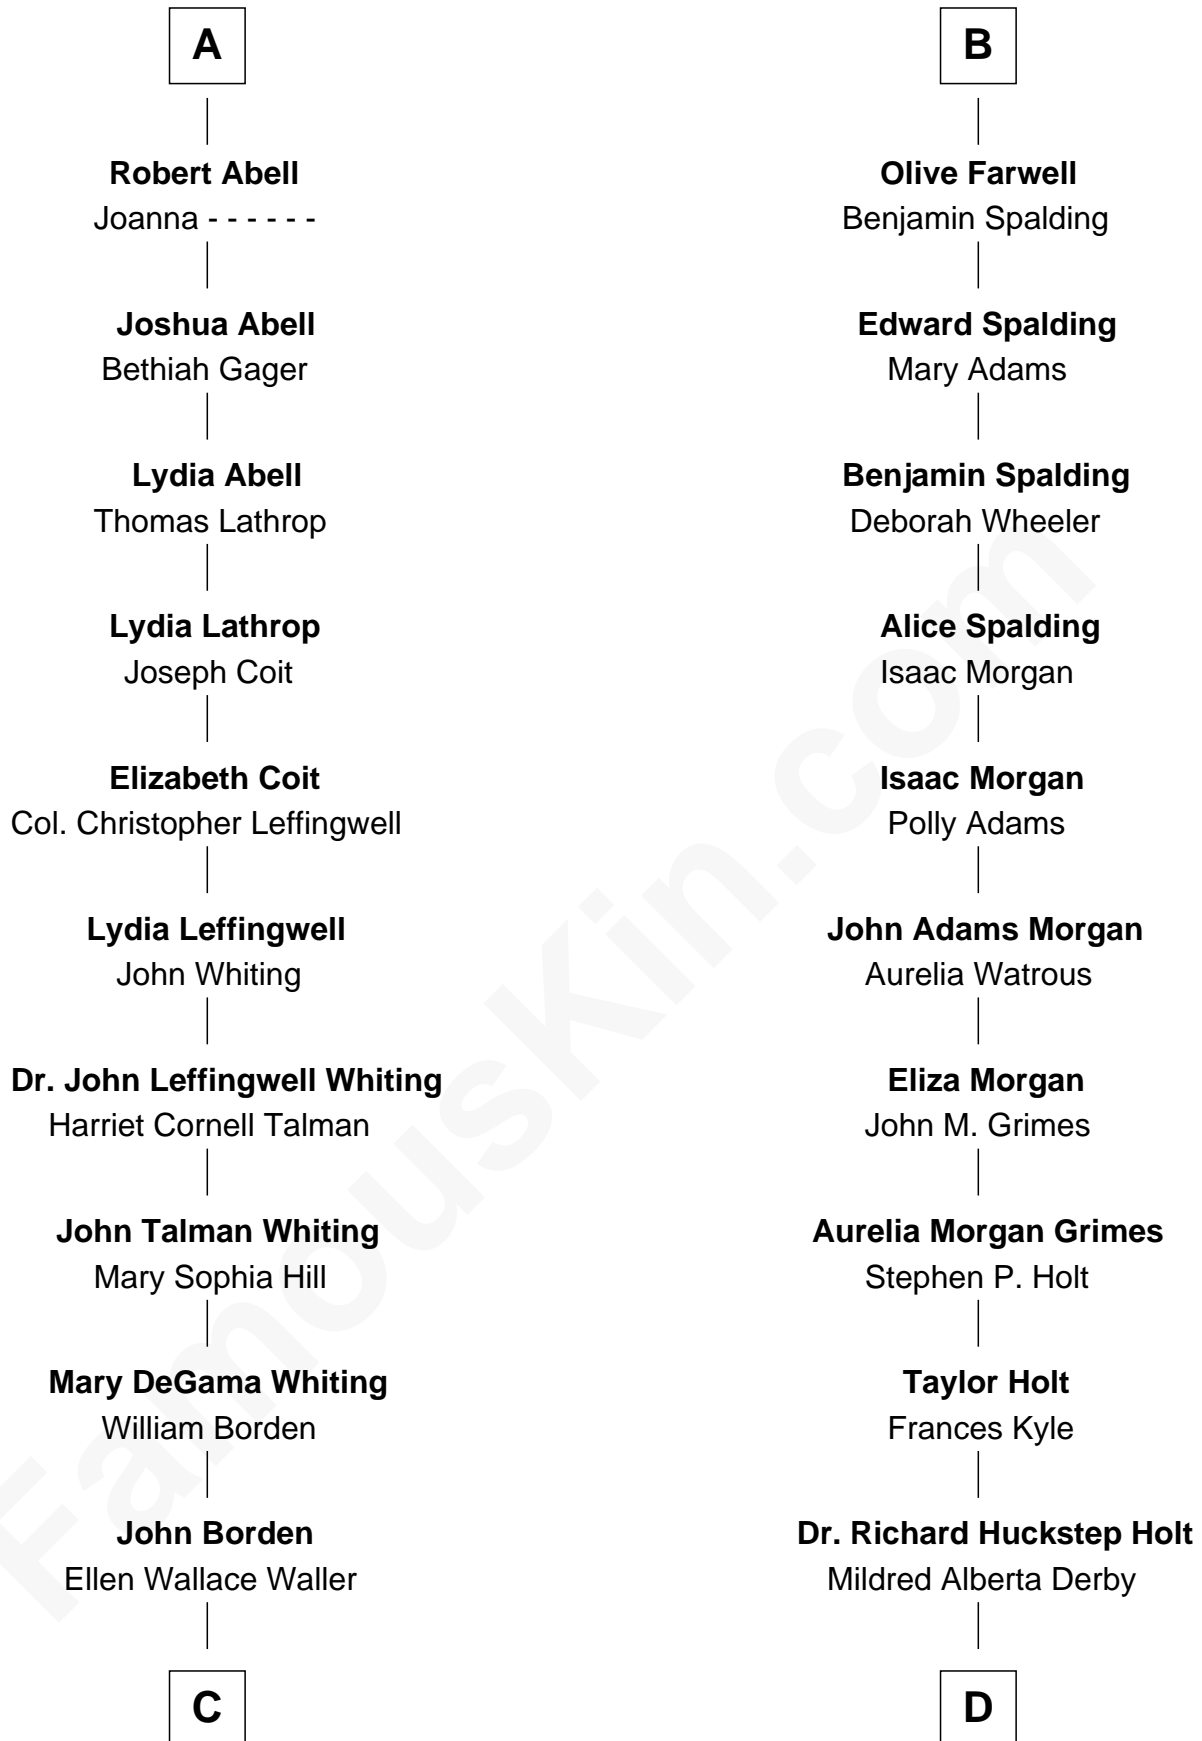 A
Robert Abell
Joanna - - - - - -
Joshua Abell
Bethiah Gager
Lydia Abell
Thomas Lathrop
Lydia Lathrop
Joseph Coit
Elizabeth Coit
Col. Christopher Leffingwell
Lydia Leffingwell
John Whiting
Dr. John Leffingwell Whiting
Harriet Cornell Talman
John Talman Whiting
Mary Sophia Hill
Mary DeGama Whiting
William Borden
John Borden
Ellen Wallace Waller
C
B
Olive Farwell
Benjamin Spalding
Edward Spalding
Mary Adams
Benjamin Spalding
Deborah Wheeler
Alice Spalding
Isaac Morgan
Isaac Morgan
Polly Adams
John Adams Morgan
Aurelia Watrous
Eliza Morgan
John M. Grimes
Aurelia Morgan Grimes
Stephen P. Holt
Taylor Holt
Frances Kyle
Dr. Richard Huckstep Holt
Mildred Alberta Derby
D
FamousKin.com